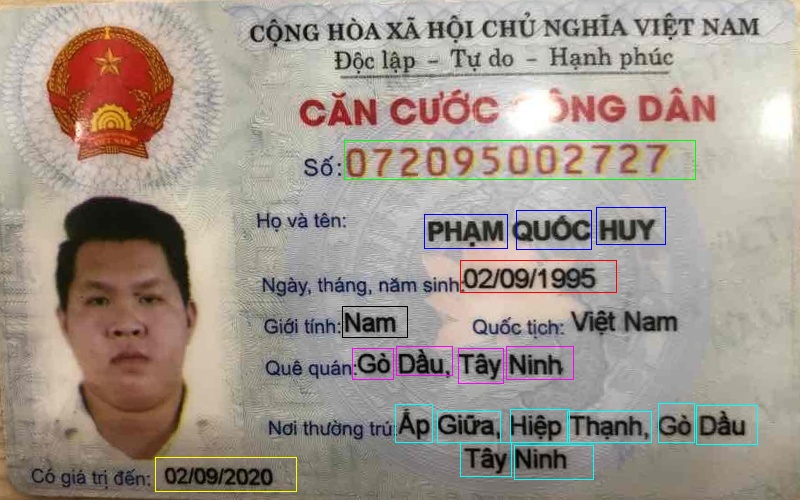 CỘNG HÒA XÃ HỘI CHỦ NGHĨA VIỆT NAM
Độc lập - Tự do - Hạnh phúc
CĂN CƯỚC CÔNG DÂN
Số: 072095002727
Họ và tên: PHẠM QUỐC HUY
Ngày, tháng, năm sinh: 02/09/1995
Giới tính: Nam Quốc tịch: Việt Nam
Quê quán: Gò Dầu, Tây Ninh
Nơi thường trú: Ấp Giữa, Hiệp Thạnh, Gò Dầu
Tây Ninh
Có giá trị đến: 02/09/2020